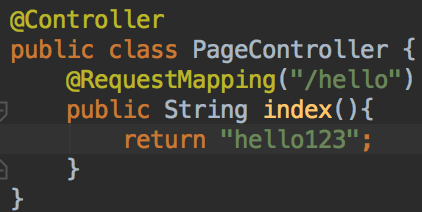 @Controller
public class PageController {
    @RequestMapping("/hello")
    public String index(){
        return "hello123";
    }
}